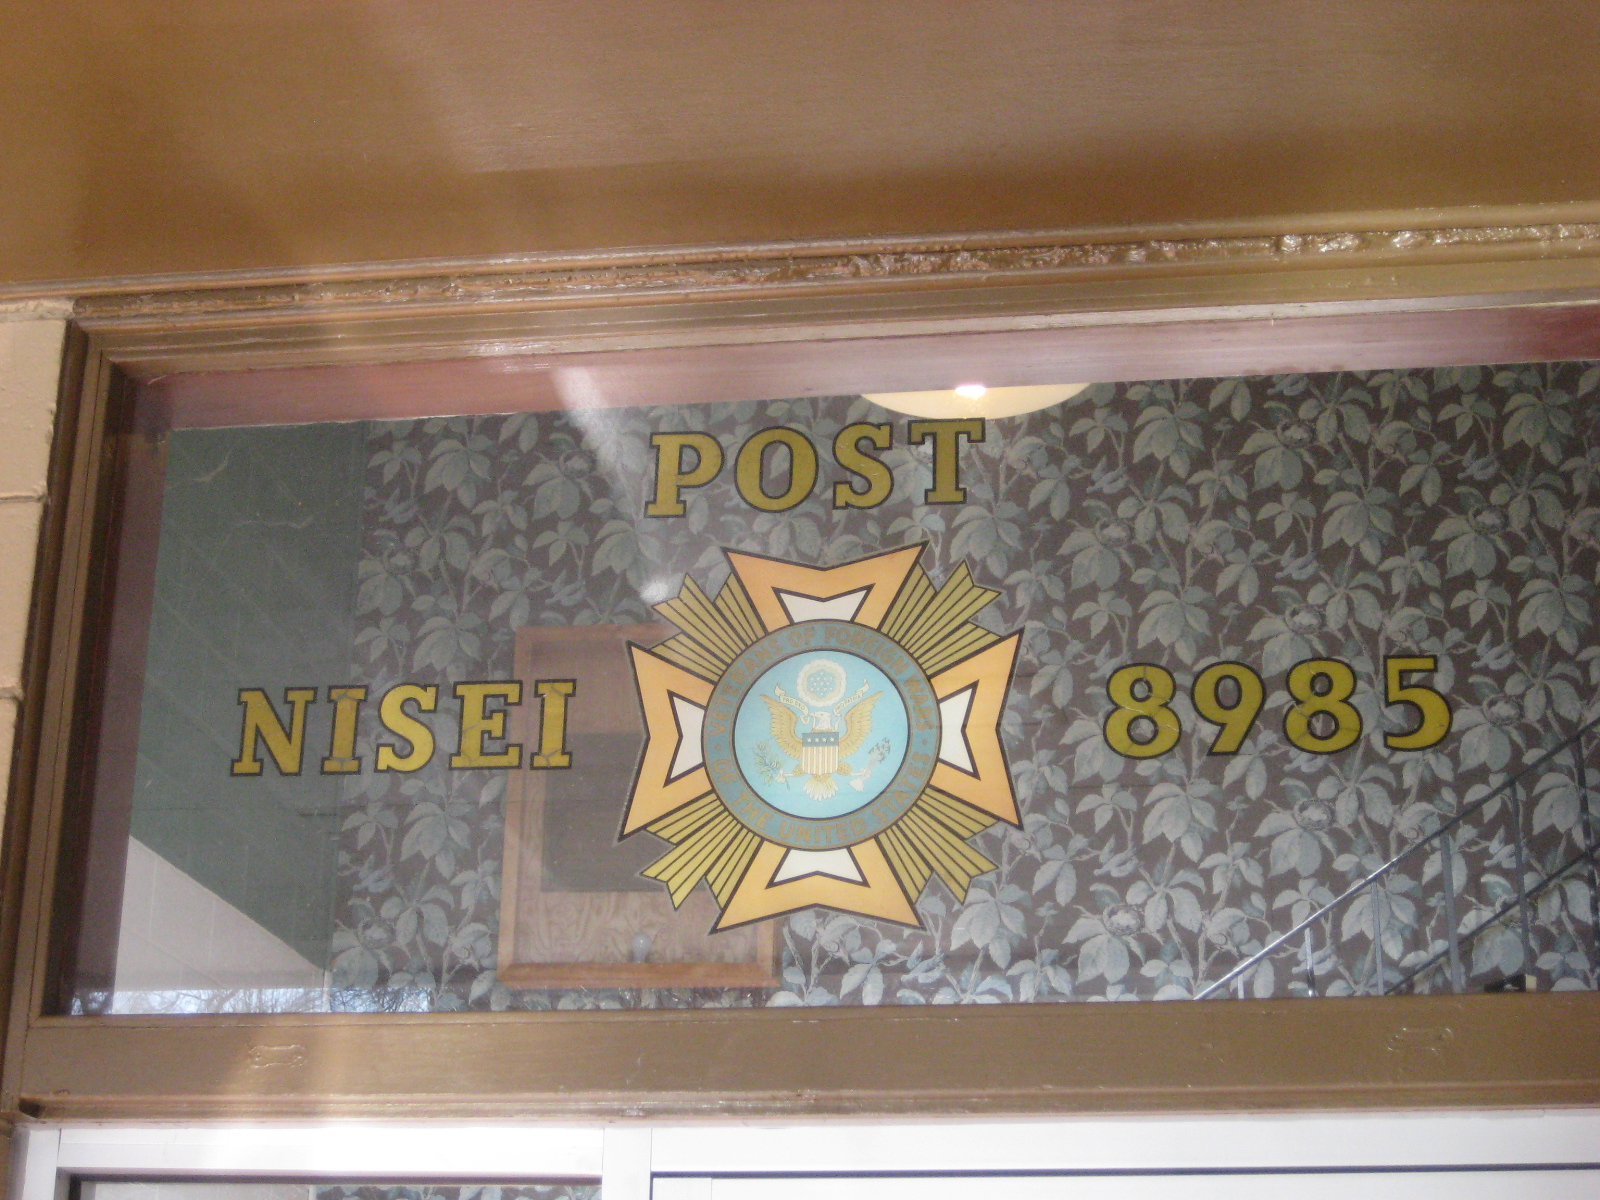 POST
NISEI
8985
VETERANS OF FOREIGN WARS
OF THE UNITED STATES